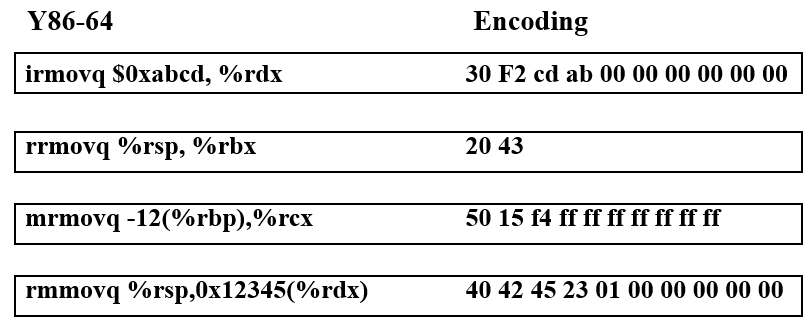 Y86-64 Encoding
irmovq $0xabcd, %rdx 30 F2 cd ab 00 00 00 00 00 00
rrmovq %rsp, %rbx 20 43
mrmovq -12(%rbp),%rcx 50 15 f4 ff ff ff ff ff ff ff
rmmovq %rsp,0x12345(%rdx) 40 42 45 23 01 00 00 00 00 00